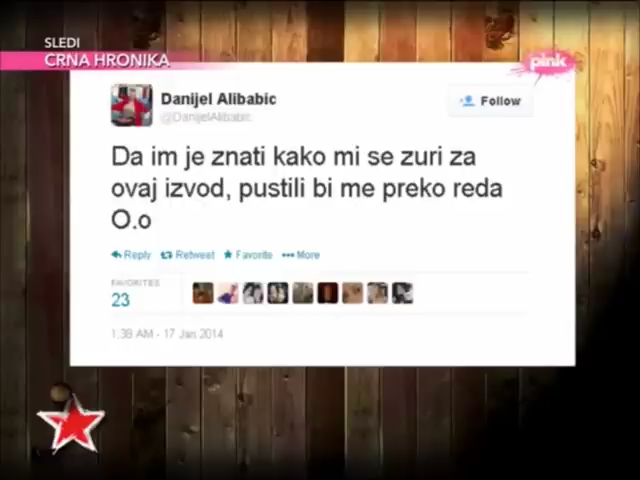 SLEDI
CRNA HRONIKA
pink
Danijel Alibabic
@DanijelAlibabic
Follow
Da im je znati kako mi se zuri za
ovaj izvod, pustili bi me preko reda
O.o
Reply Retweet Favorite More
FAVORITES
23
1:38 AM - 17 Jan 2014